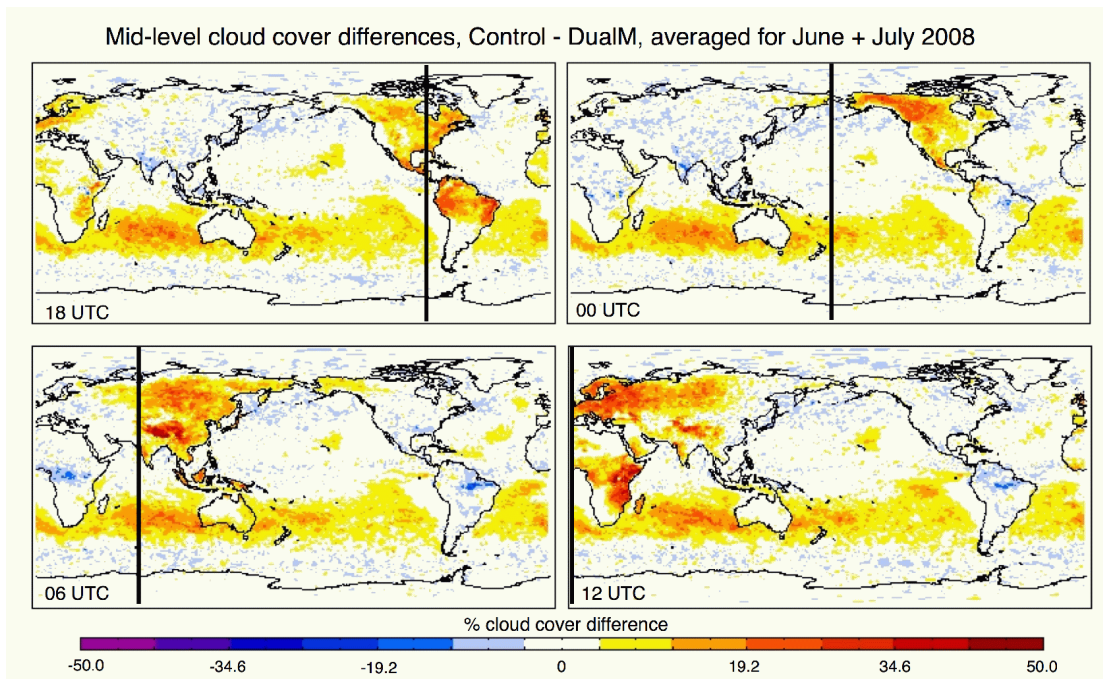 Mid-level cloud cover differences, Control - DualM, averaged for June + July 2008
18 UTC
00 UTC
06 UTC
12 UTC
% cloud cover difference
-50.0 -34.6 -19.2 0 19.2 34.6 50.0